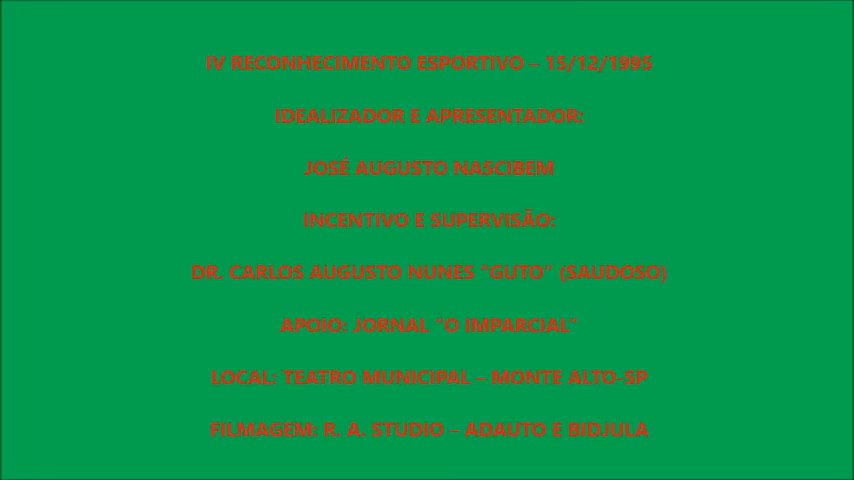 IV RECONHECIMENTO ESPORTIVO – 15/12/1995
IDEALIZADOR E APRESENTADOR:
JOSÉ AUGUSTO NASCIBEM
INCENTIVO E SUPERVISÃO:
DR. CARLOS AUGUSTO NUNES "GUTO" (SAUDOSO)
APOIO: JORNAL "O IMPARCIAL"
LOCAL: TEATRO MUNICIPAL – MONTE ALTO-SP
FILMAGEM: R. A. STUDIO – ADAUTO E BIDJULA